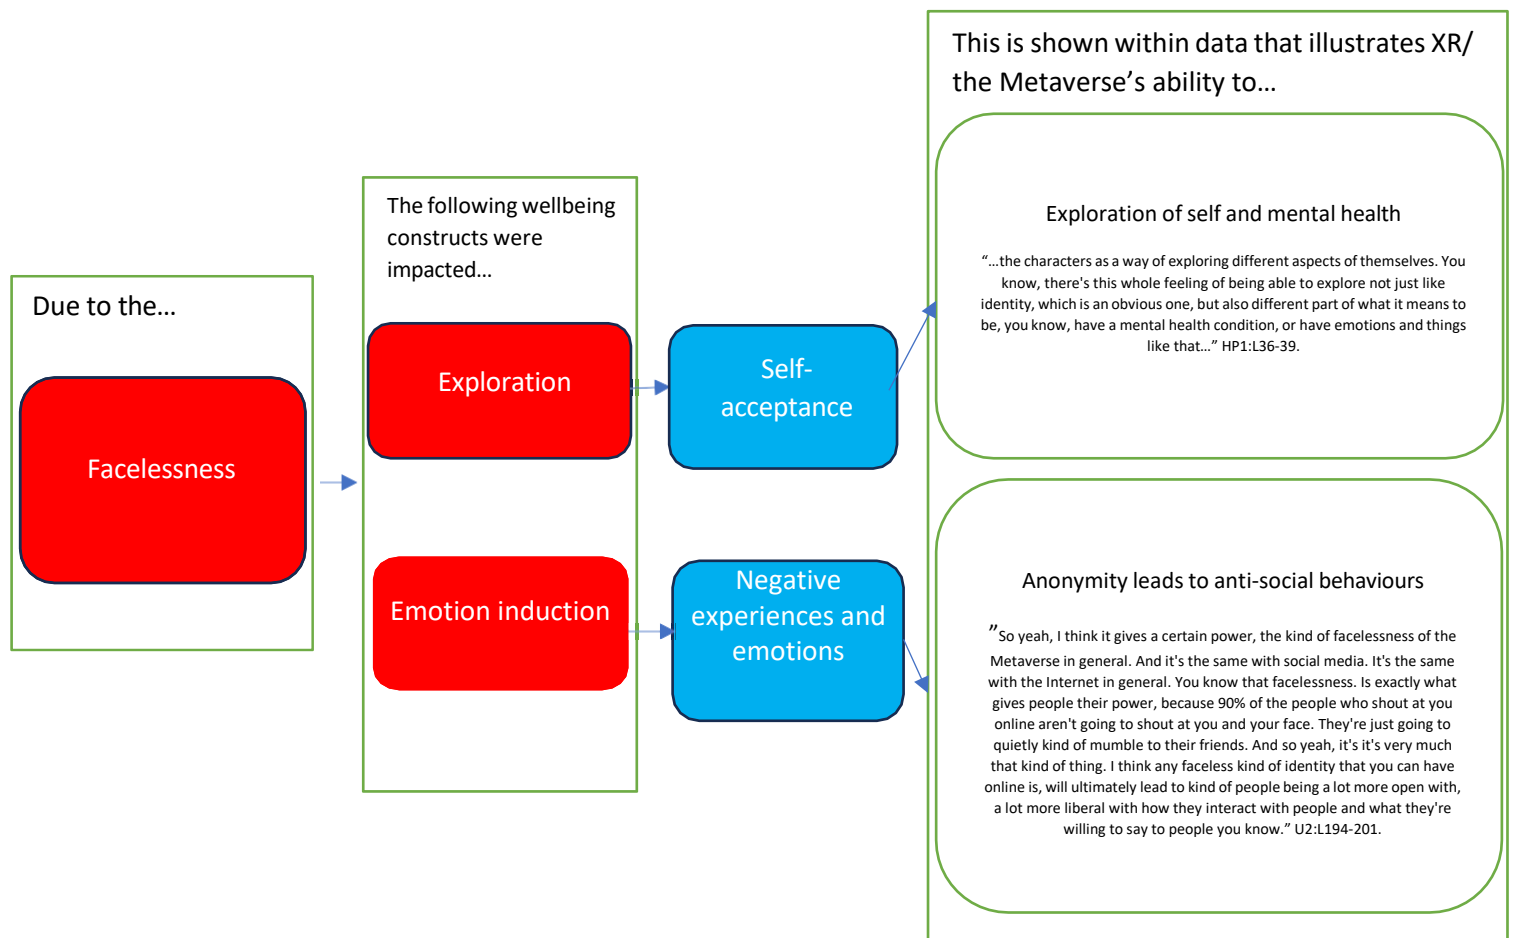 Due to the…
Facelessness
The following wellbeing
constructs were
impacted…
Exploration
Emotion induction
Self-
acceptance
Negative
experiences and
emotions
This is shown within data that illustrates XR/
the Metaverse’s ability to…
Exploration of self and mental health
“…the characters as a way of exploring different aspects of themselves. You
know, there's this whole feeling of being able to explore not just like
identity, which is an obvious one, but also different part of what it means to
be, you know, have a mental health condition, or have emotions and things
like that…” HP1:L36-39.
Anonymity leads to anti-social behaviours
”So yeah, I think it gives a certain power, the kind of facelessness of the
Metaverse in general. And it's the same with social media. It's the same
with the Internet in general. You know that facelessness. Is exactly what
gives people their power, because 90% of the people who shout at you
online aren't going to shout at you and your face. They're just going to
quietly kind of mumble to their friends. And so yeah, it's it's very much
that kind of thing. I think any faceless kind of identity that you can have
online is, will ultimately lead to kind of people being a lot more open with,
a lot more liberal with how they interact with people and what they're
willing to say to people you know.” U2:L194-201.